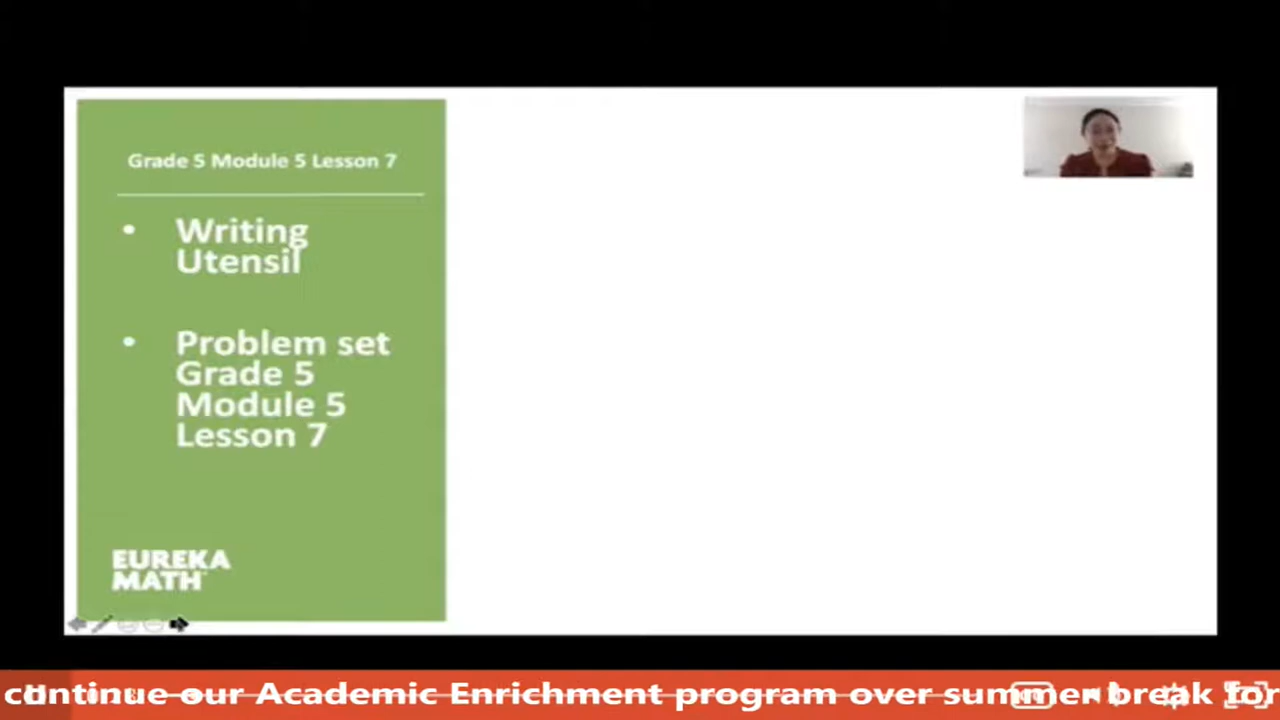 Grade 5 Module 5 Lesson 7
• Writing
Utensil
• Problem set
Grade 5
Module 5
Lesson 7
EUREKA
MATH
continue our Academic Enrichment program over summer break for